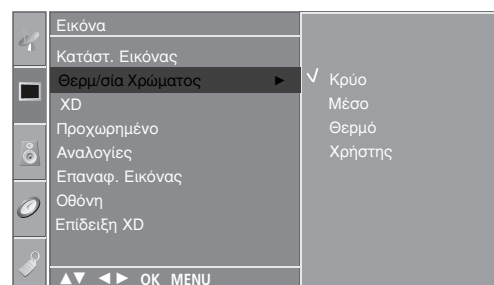 Εικόνα
Κατάστ. Εικόνας
Θερμ/σία Χρώματος ►
XD
Προχωρημένο
Αναλογίες
Επαναφ. Εικόνας
Οθόνη
Επίδειξη XD
√ Κρύο
Μέσο
Θερμό
Χρήστης
▲▼ ◄► OK MENU